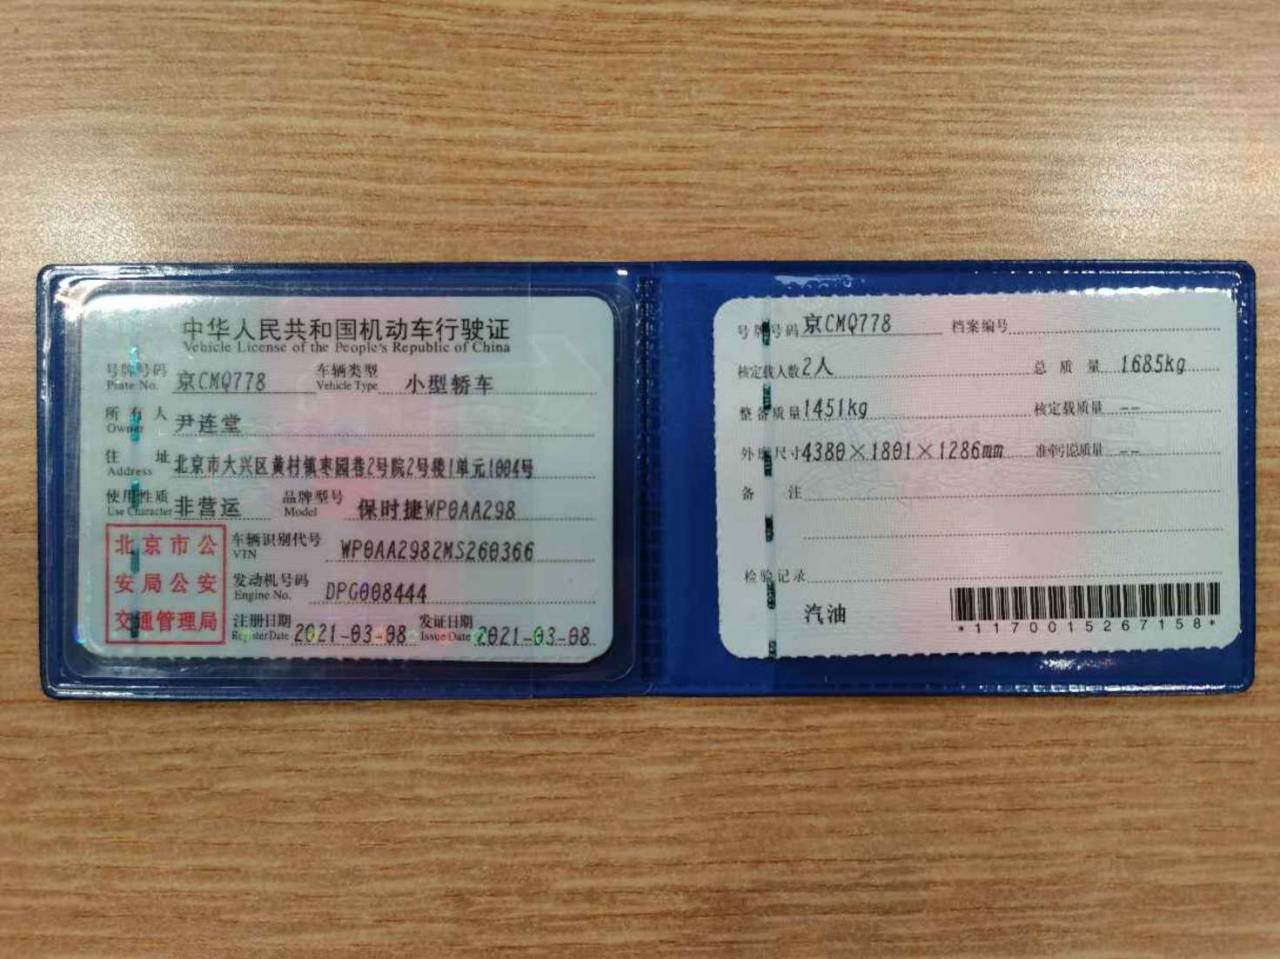 中华人民共和国机动车行驶证
Vehicle License of the People's Republic of China
号牌号码 京CMQ778 车辆类型 小型轿车
Plate No. Vehicle Type
所有人 尹连堂
Owner
住址 北京市大兴区黄村镇枣园巷2号院2号楼1单元1004号
Address
使用性质 非营运 品牌型号 保时捷WP0AA298
Use Character Model
北京市公
安局公安
交通管理局
车辆识别代号 WP0AA2982MS260366
VIN
发动机号码 DPG008444
Engine No.
注册日期 2021-03-08 发证日期 2021-03-08
Register Date Issue Date
号牌号码 京CMQ778 档案编号
核定载人数 2人 总质量 1685kg
整备质量 1451kg 核定载质量 --
外廓尺寸 4380×1801×1286mm 准牵引总质量 --
备注
检验记录
汽油
*1170015267158*